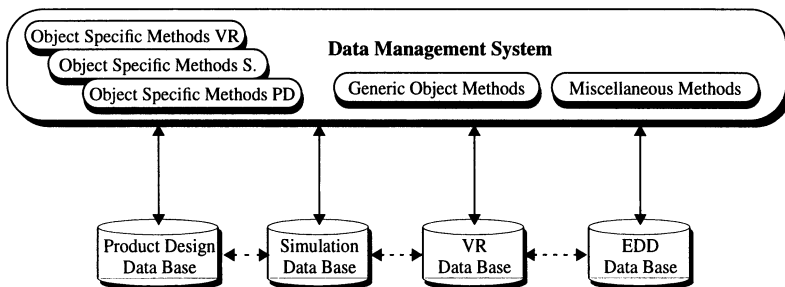 Object Specific Methods VR
Object Specific Methods S.
Object Specific Methods PD
Data Management System
Generic Object Methods
Miscellaneous Methods
Product Design
Data Base
Simulation
Data Base
VR
Data Base
EDD
Data Base